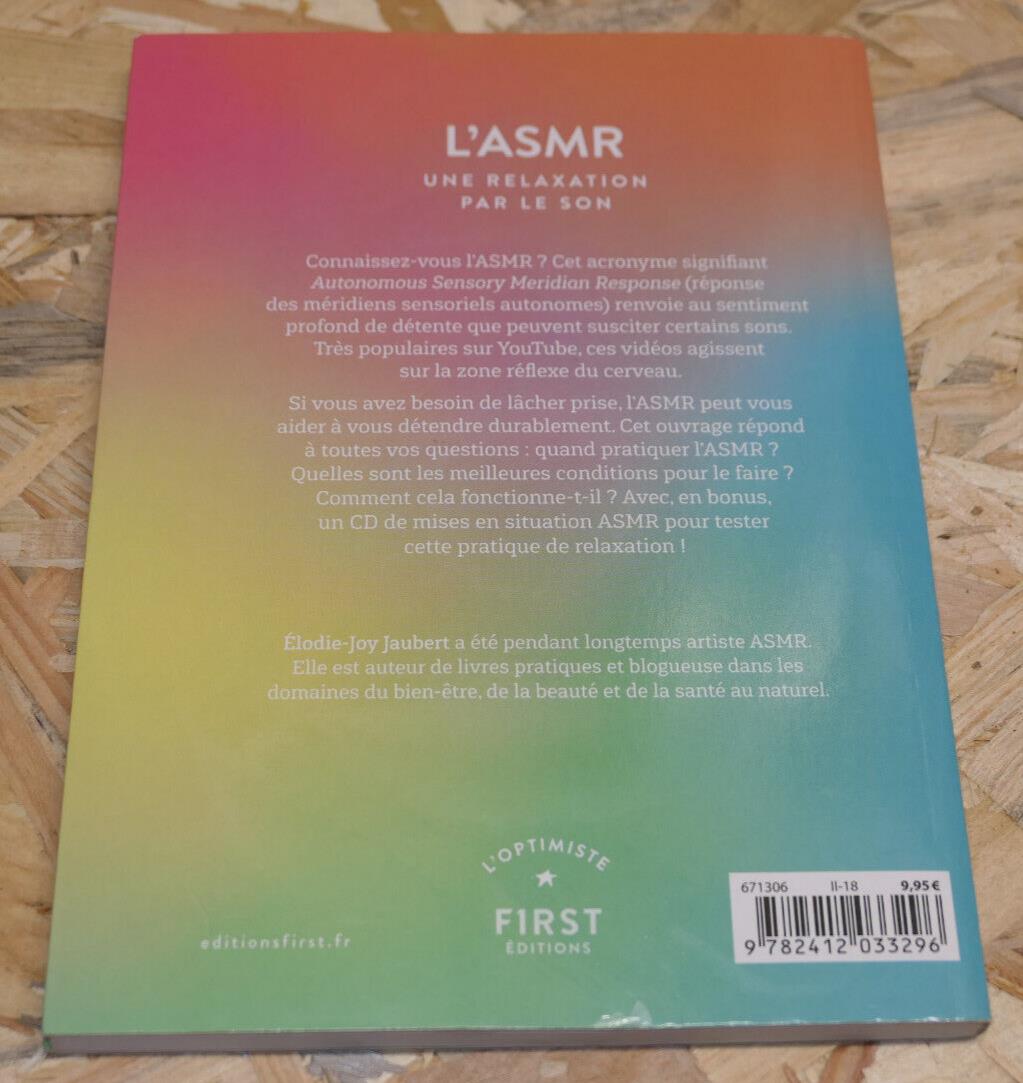 L'ASMR
UNE RELAXATION
PAR LE SON
Connaissez-vous l'ASMR ? Cet acronyme signifiant
Autonomous Sensory Meridian Response (réponse
des méridiens sensoriels autonomes) renvoie au sentiment
profond de détente que peuvent susciter certains sons.
Très populaires sur YouTube, ces vidéos agissent
sur la zone réflexe du cerveau.
Si vous avez besoin de lâcher prise, l'ASMR peut vous
aider à vous détendre durablement. Cet ouvrage répond
à toutes vos questions : quand pratiquer l'ASMR ?
Quelles sont les meilleures conditions pour le faire ?
Comment cela fonctionne-t-il ? Avec, en bonus,
un CD de mises en situation ASMR pour tester
cette pratique de relaxation !
Élodie-Joy Jaubert a été pendant longtemps artiste ASMR.
Elle est auteur de livres pratiques et blogueuse dans les
domaines du bien-être, de la beauté et de la santé au naturel.
editionsfirst.fr
L'OPTIMISTE
F1RST
ÉDITIONS
671306 II-18 9,95€
9 782412 033296